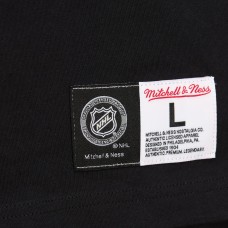 NHL
© NHL
Mitchell & Ness
Mitchell & Ness
L
MITCHELL & NESS NOSTALGIA CO.
AUTHENTIC LICENSED APPAREL
DESIGNED IN PHILADELPHIA, PA
ESTABLISHED 1904
AUTHENTIC. PREMIUM. LEGENDARY.